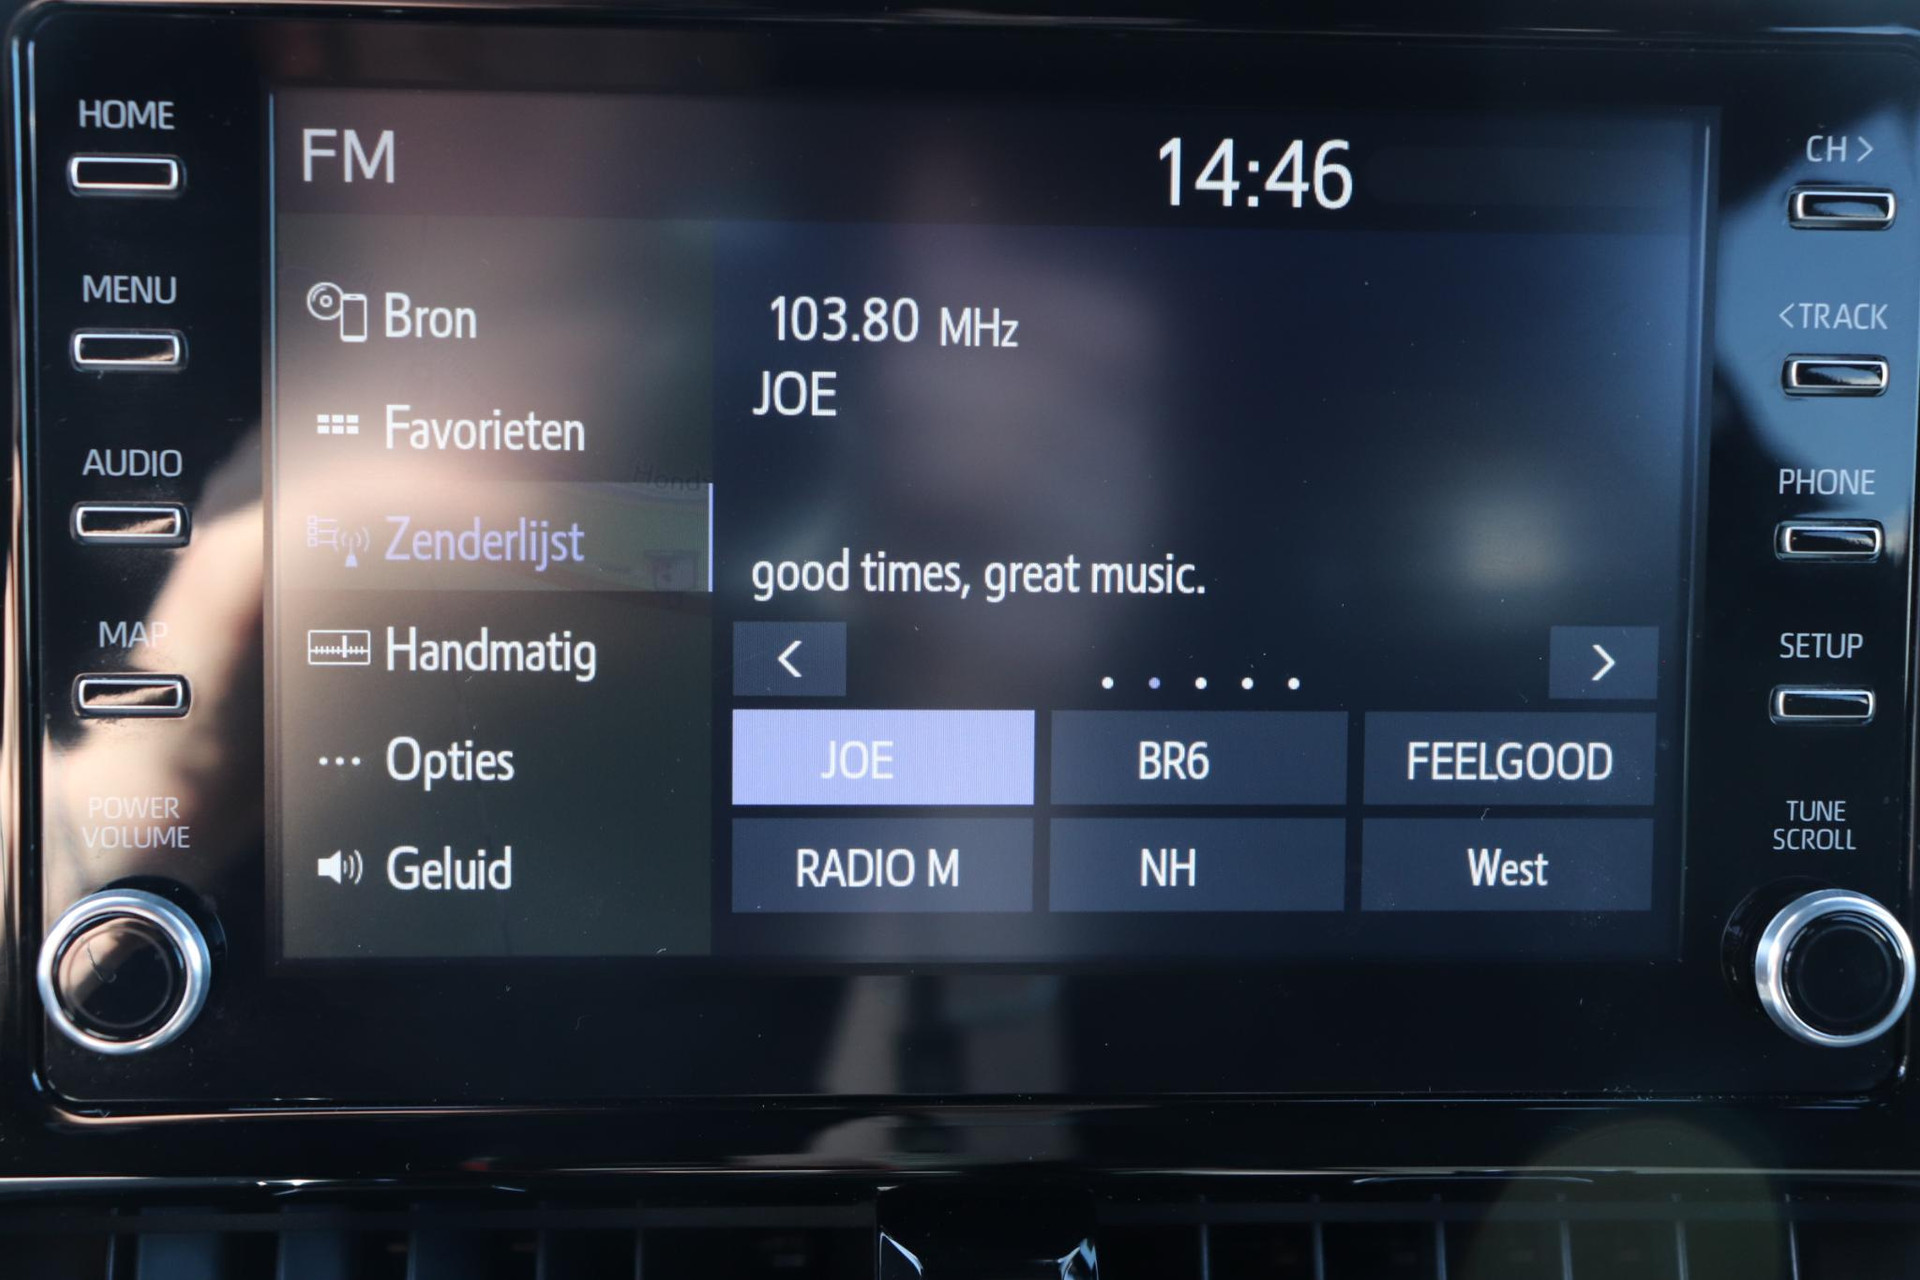 HOME
MENU
AUDIO
MAP
POWER
VOLUME
FM
14:46
Bron
Favorieten
Zenderlijst
Handmatig
Opties
Geluid
103.80 MHz
JOE
good times, great music.
<
>
JOE
BR6
FEELGOOD
RADIO M
NH
West
CH >
< TRACK
PHONE
SETUP
TUNE
SCROLL